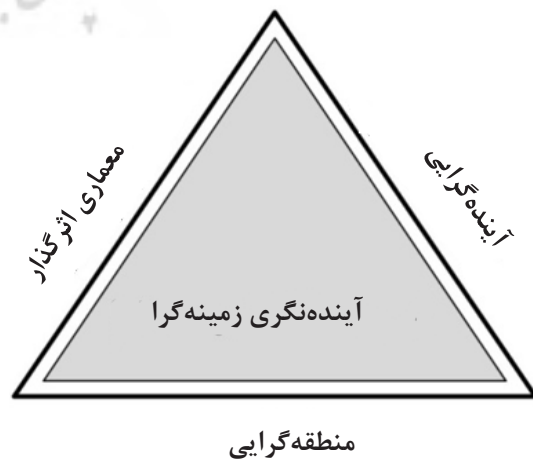 معماری اثرگذار
آینده‌گرایی
آینده‌نگری زمینه‌گرا
منطقه‌گرایی